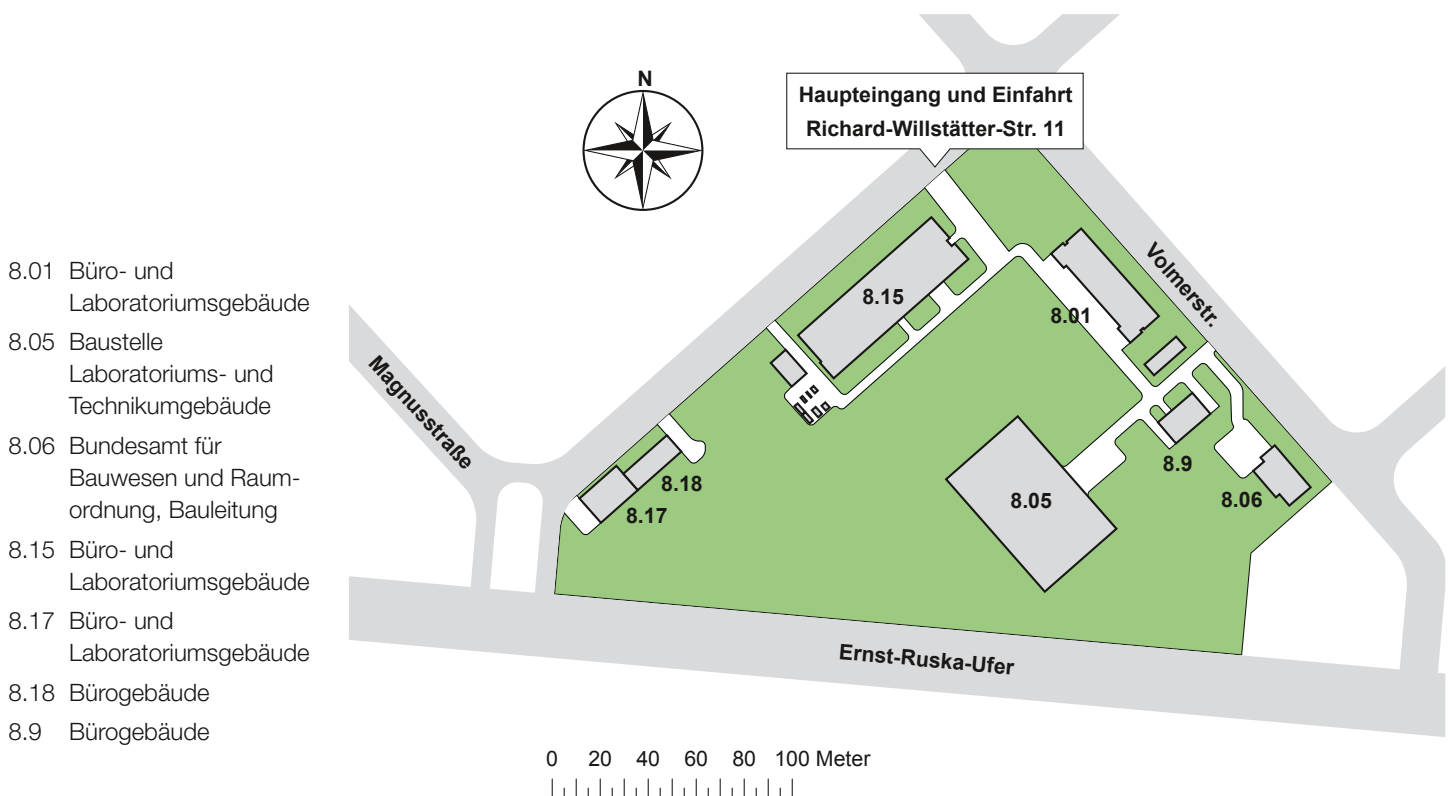 N
Haupteingang und Einfahrt
Richard-Willstätter-Str. 11
8.01 Büro- und
Laboratoriumsgebäude
8.05 Baustelle
Laboratoriums- und
Technikumgebäude
8.06 Bundesamt für
Bauwesen und Raum-
ordnung, Bauleitung
8.15 Büro- und
Laboratoriumsgebäude
8.17 Büro- und
Laboratoriumsgebäude
8.18 Bürogebäude
8.9 Bürogebäude
Magnusstraße
Volmerstr.
8.15
8.01
8.9
8.18
8.17
8.05
8.06
Ernst-Ruska-Ufer
0 20 40 60 80 100 Meter